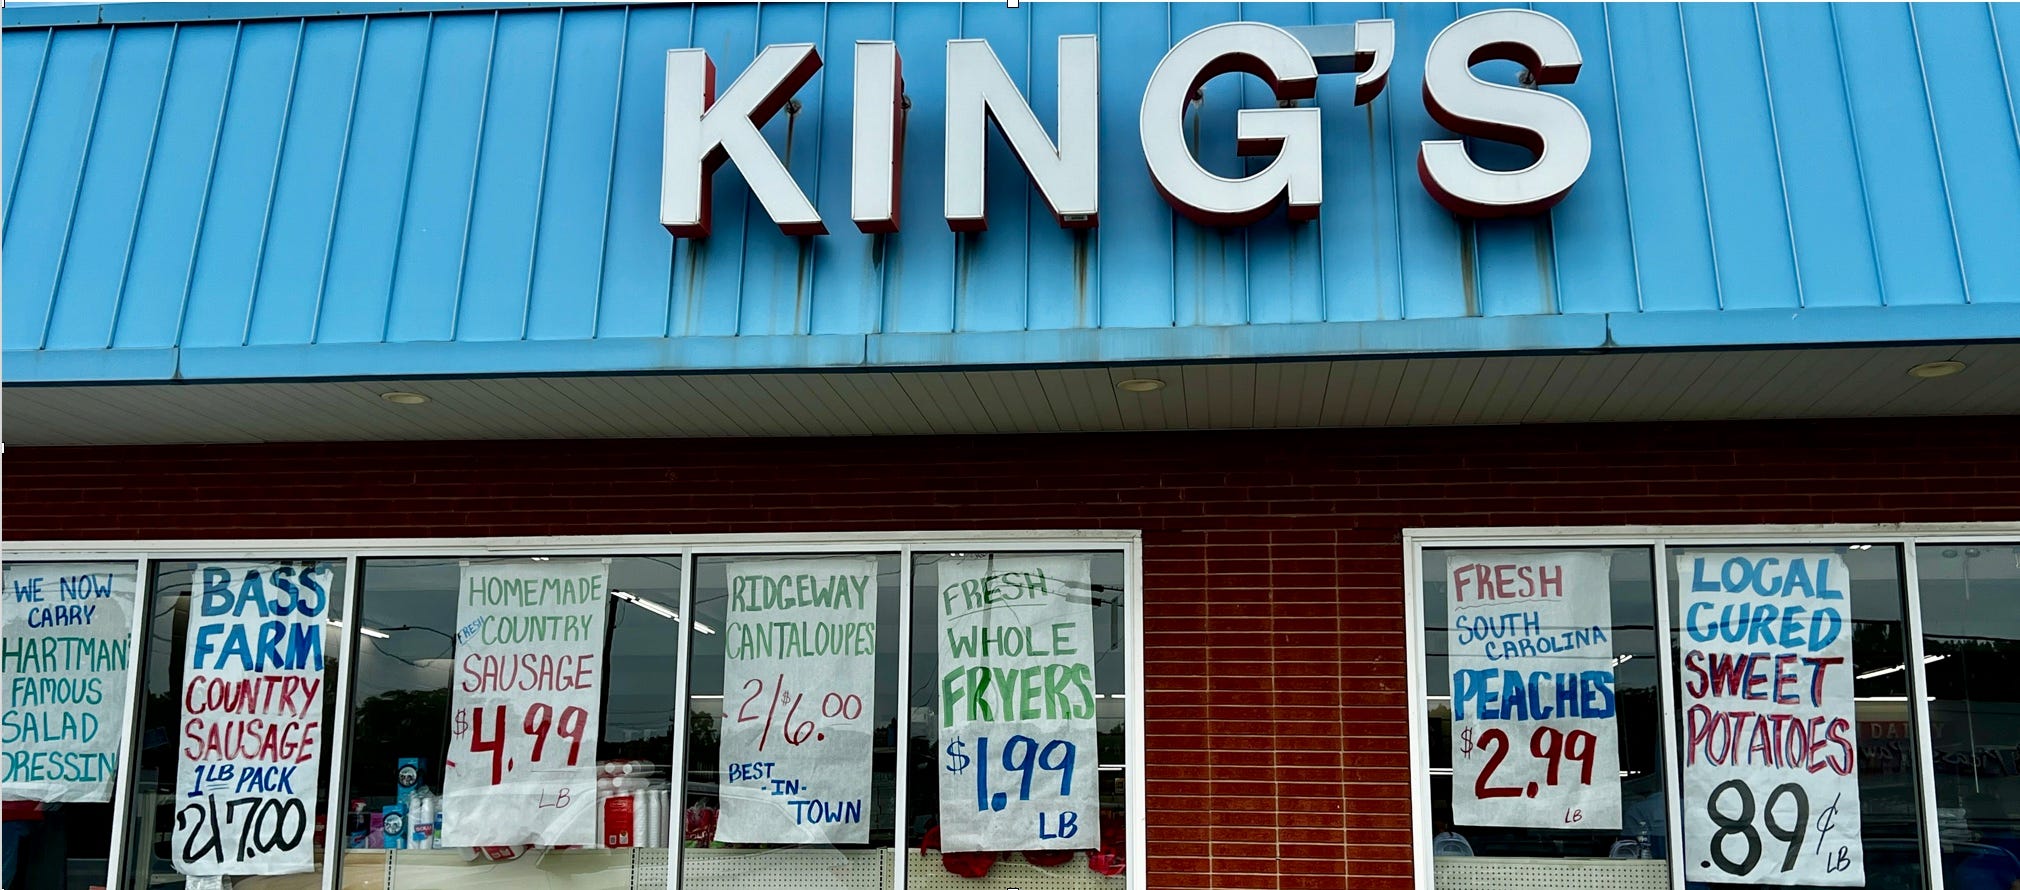 KING'S
WE NOW
CARRY
HARTMAN'
FAMOUS
SALAD
DRESSIN
BASS
FARM
COUNTRY
SAUSAGE
1LB PACK
2/7.00
HOMEMADE
FRESH COUNTRY
SAUSAGE
$4.99
LB
RIDGEWAY
CANTALOUPES
2/$6.00
BEST
-IN-
TOWN
FRESH
WHOLE
FRYERS
$1.99
LB
FRESH
SOUTH
CAROLINA
PEACHES
$2.99
LB
LOCAL
CURED
SWEET
POTATOES
.89¢
LB